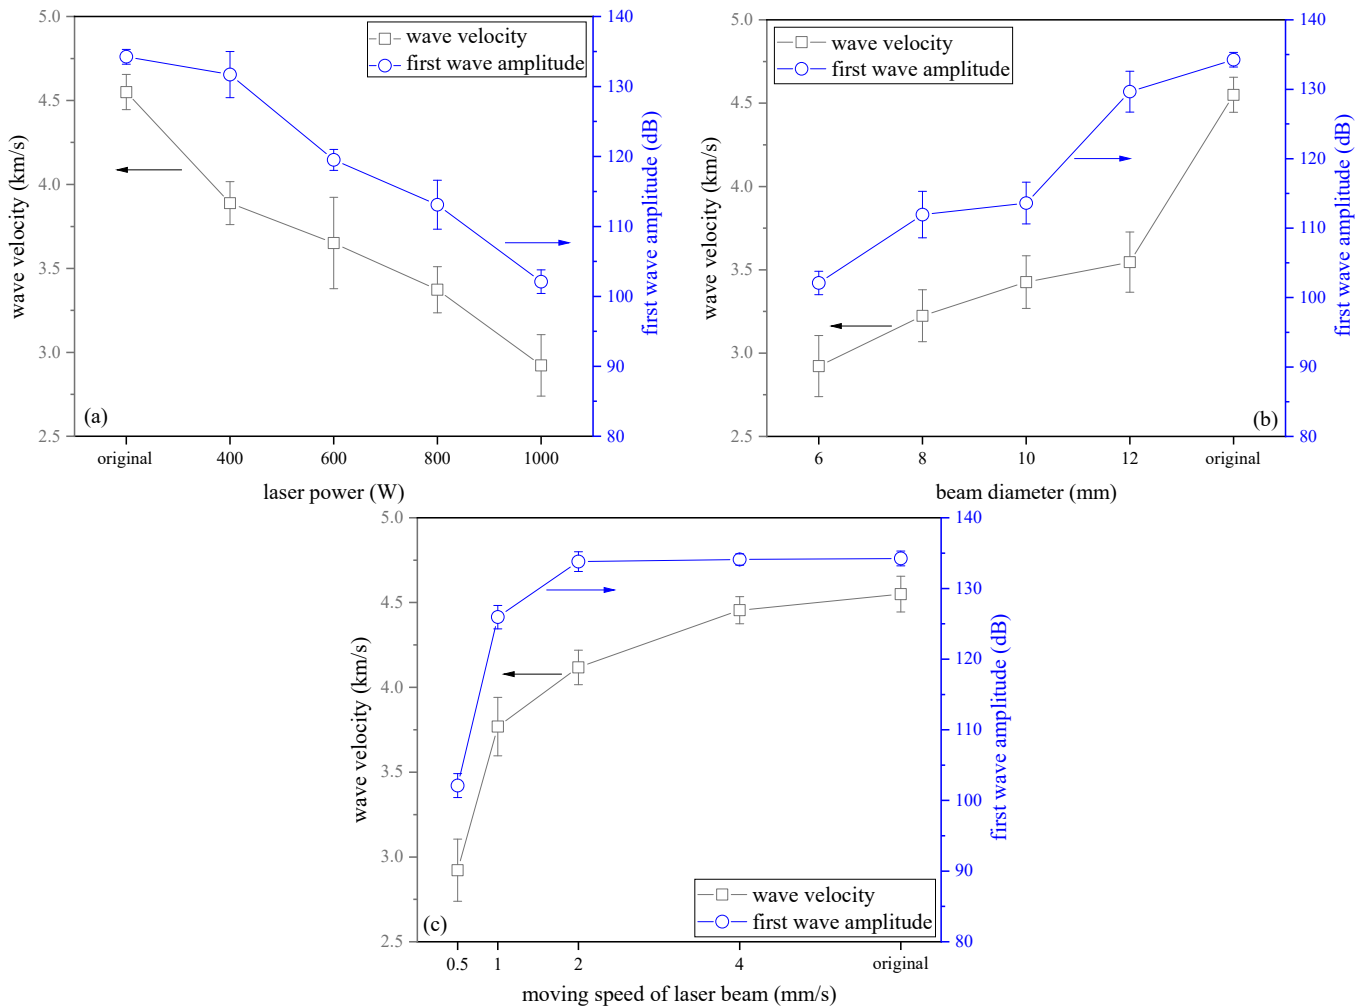 wave velocity
first wave amplitude
5.0
4.5
4.0
3.5
3.0
2.5
wave velocity (km/s)
140
130
120
110
100
90
80
first wave amplitude (dB)
(a)
original 400 600 800 1000
laser power (W)
wave velocity
first wave amplitude
5.0
4.5
4.0
3.5
3.0
2.5
wave velocity (km/s)
140
130
120
110
100
90
80
first wave amplitude (dB)
(b)
6 8 10 12 original
beam diameter (mm)
5.0
4.5
4.0
3.5
3.0
2.5
wave velocity (km/s)
140
130
120
110
100
90
80
first wave amplitude (dB)
wave velocity
first wave amplitude
(c)
0.5 1 2 4 original
moving speed of laser beam (mm/s)